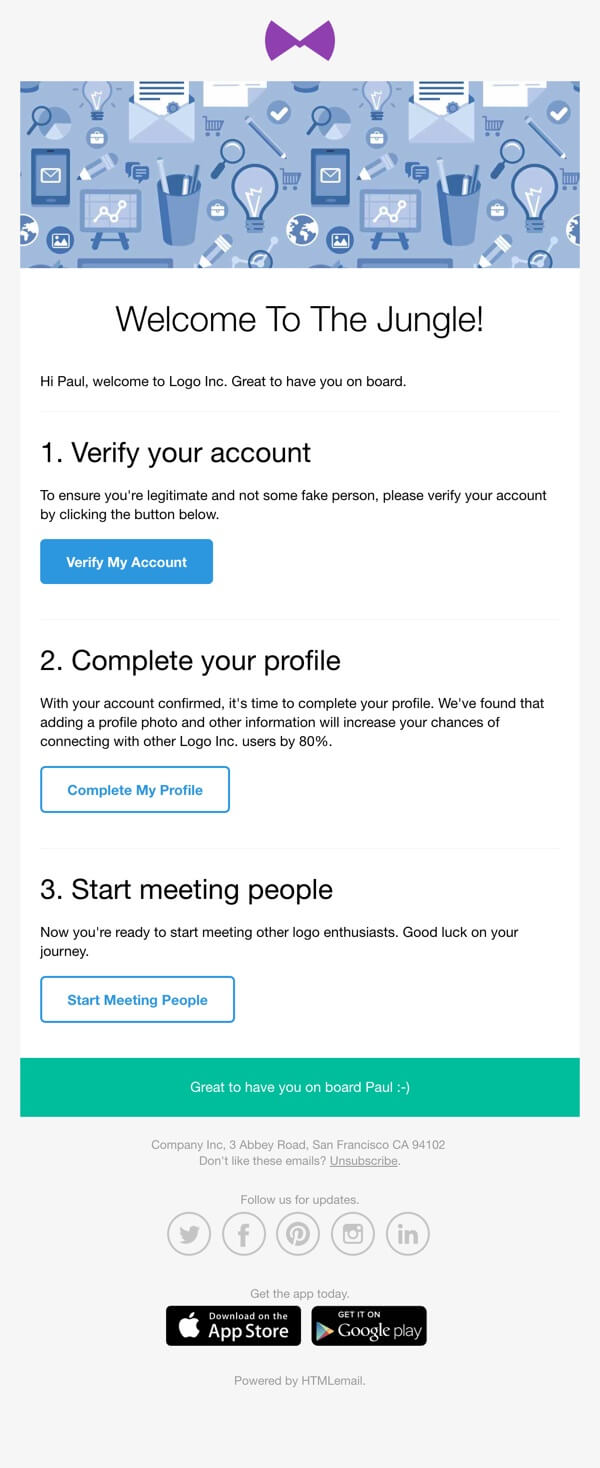 Welcome To The Jungle!
Hi Paul, welcome to Logo Inc. Great to have you on board.
1. Verify your account
To ensure you're legitimate and not some fake person, please verify your account
by clicking the button below.
Verify My Account
2. Complete your profile
With your account confirmed, it's time to complete your profile. We've found that
adding a profile photo and other information will increase your chances of
connecting with other Logo Inc. users by 80%.
Complete My Profile
3. Start meeting people
Now you're ready to start meeting other logo enthusiasts. Good luck on your
journey.
Start Meeting People
Great to have you on board Paul :-)
Company Inc, 3 Abbey Road, San Francisco CA 94102
Don't like these emails? Unsubscribe.
Follow us for updates.
Get the app today.
Download on the
App Store
GET IT ON
Google play
Powered by HTMLemail.